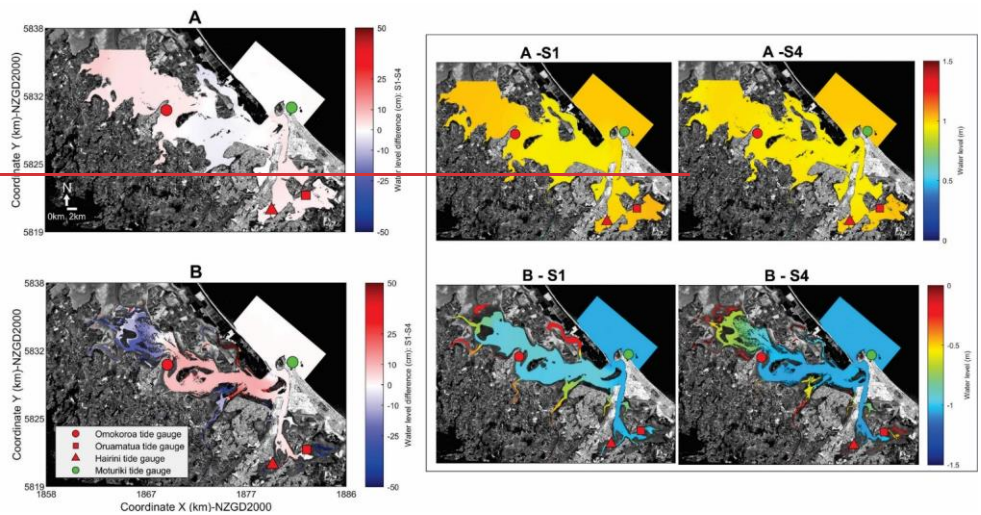 A
5838
5832
5825
5819
Coordinate Y (km)-NZGD2000
N
0km 2km
50
25
10
0
-10
-25
-50
Water level difference (cm): S1-S4
A -S1
A -S4
1.5
1
0.5
0
Water level (m)
B
5838
5832
5825
5819
Coordinate Y (km)-NZGD2000
Omokoroa tide gauge
Oruamatua tide gauge
Hairini tide gauge
Moturiki tide gauge
1858
1867
1877
1886
Coordinate X (km)-NZGD2000
50
25
10
0
-10
-25
-50
Water level difference (cm): S1-S4
B - S1
B - S4
0
-0.5
-1
-1.5
Water level (m)